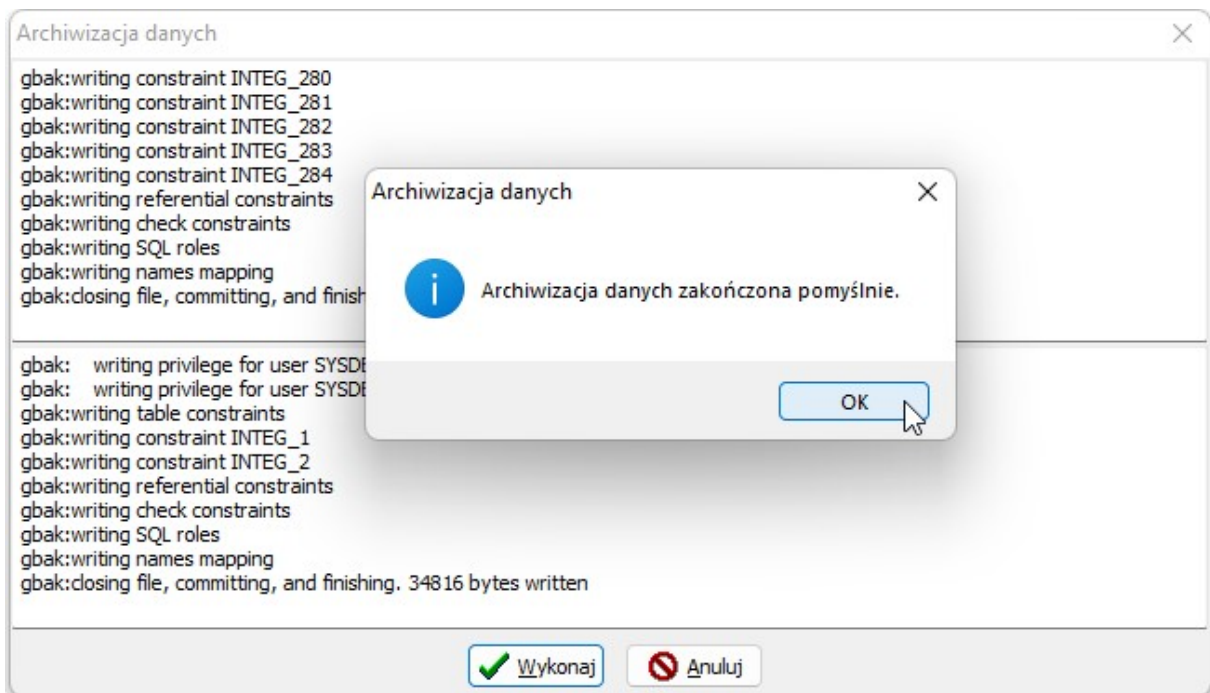 Archiwizacja danych
gbak:writing constraint INTEG_280
gbak:writing constraint INTEG_281
gbak:writing constraint INTEG_282
gbak:writing constraint INTEG_283
gbak:writing constraint INTEG_284
gbak:writing referential constraints
gbak:writing check constraints
gbak:writing SQL roles
gbak:writing names mapping
gbak:closing file, committing, and
Archiwizacja danych
Archiwizacja danych zakończona pomyślnie.
OK
gbak: writing privilege for user
gbak: writing privilege for user
gbak:writing table constraints
gbak:writing constraint INTEG_1
gbak:writing constraint INTEG_2
gbak:writing referential constraints
gbak:writing check constraints
gbak:writing SQL roles
gbak:writing names mapping
gbak:closing file, committing, and finishing. 34816 bytes written
Wykonaj
Anuluj